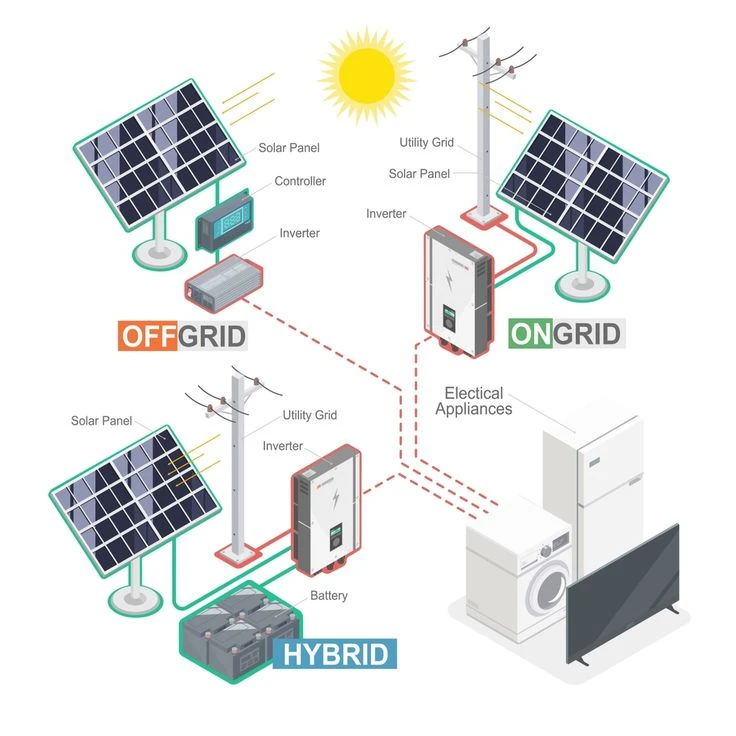 Solar Panel
Controller
Inverter
OFFGRID
Utility Grid
Solar Panel
Inverter
ONGRID
Solar Panel
Utility Grid
Inverter
Battery
HYBRID
Electical
Appliances